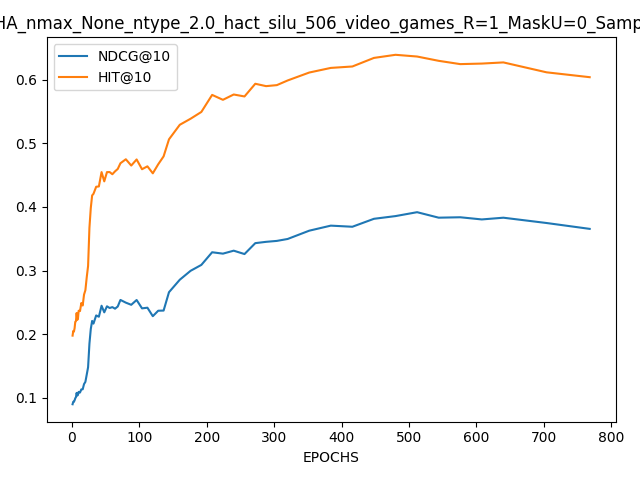 HA_nmax_None_ntype_2.0_hact_silu_506_video_games_R=1_MaskU=0_Samp
NDCG@10
HIT@10
0.6
0.5
0.4
0.3
0.2
0.1
0 100 200 300 400 500 600 700 800
EPOCHS